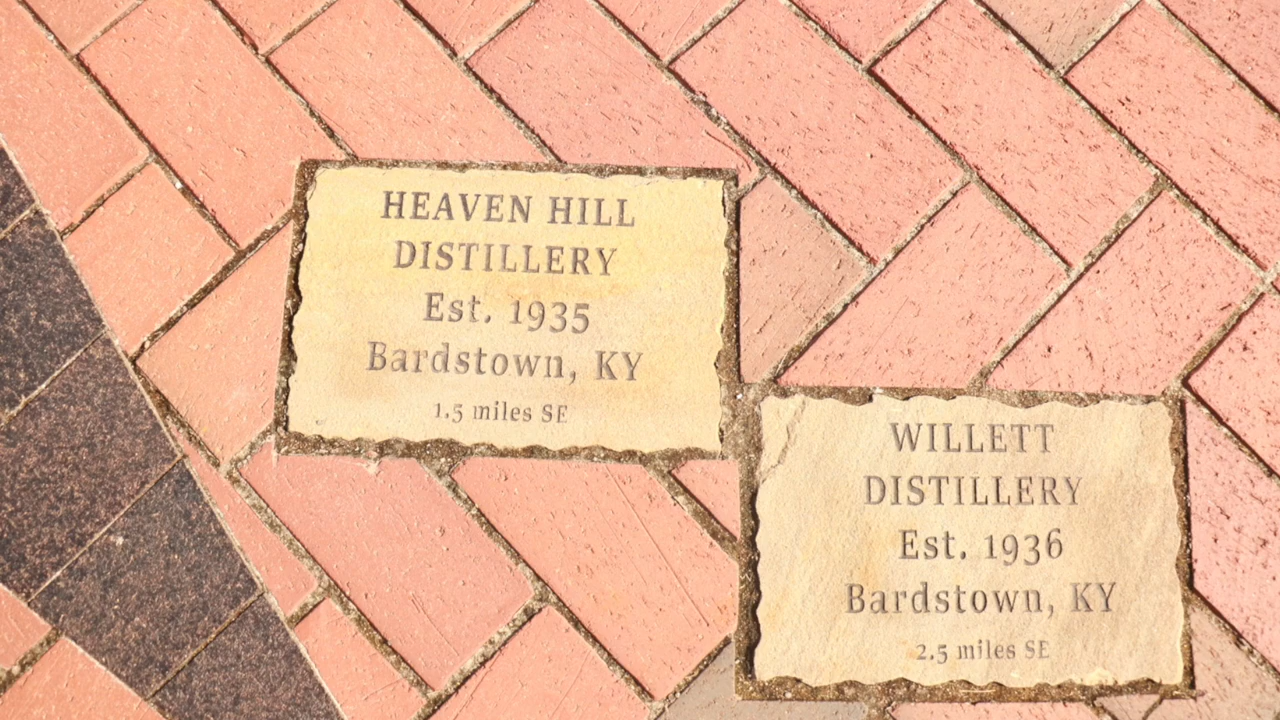 HEAVEN HILL
DISTILLERY
Est. 1935
Bardstown, KY
1.5 miles SE
WILLETT
DISTILLERY
Est. 1936
Bardstown, KY
2.5 miles SE